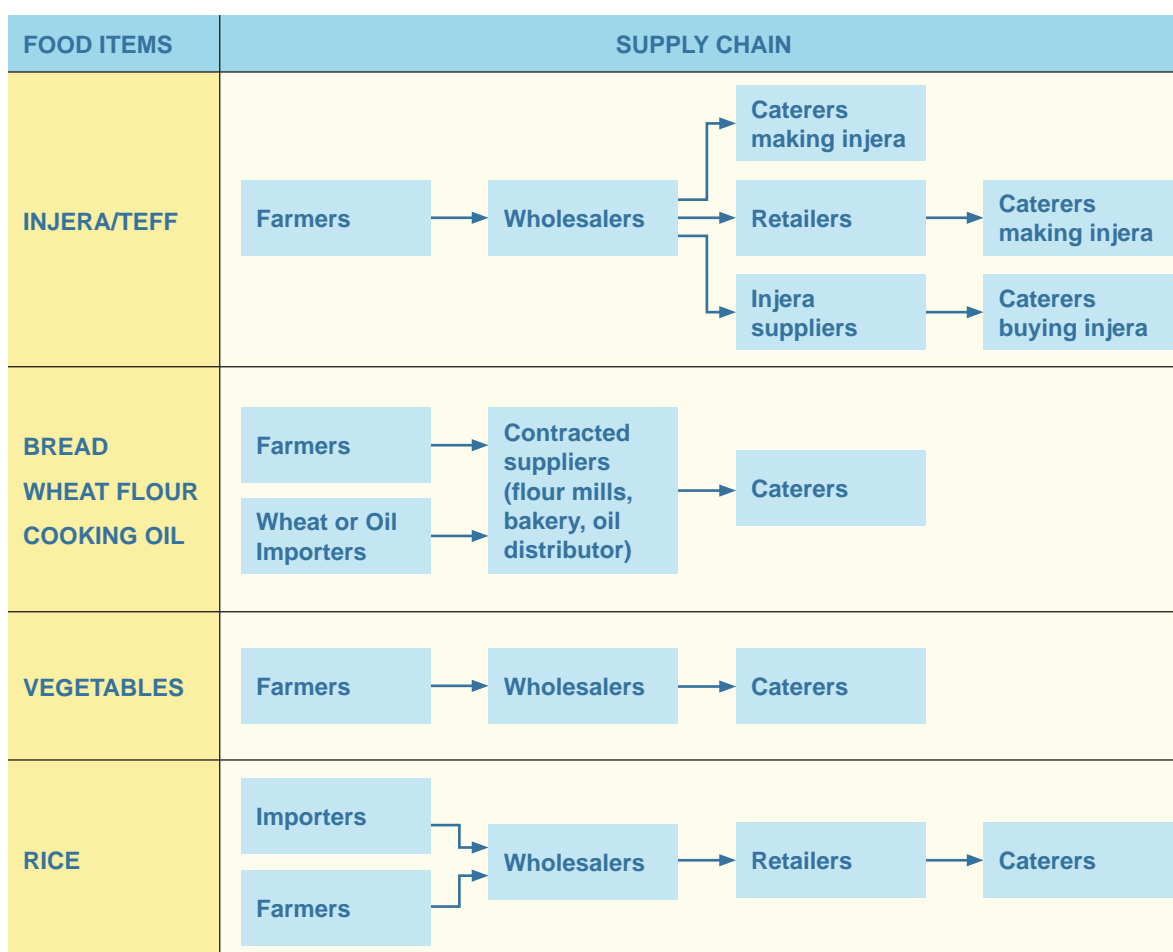 FOOD ITEMS
SUPPLY CHAIN
INJERA/TEFF
Farmers
Wholesalers
Caterers
making injera
Retailers
Caterers
making injera
Injera
suppliers
Caterers
buying injera
BREAD
WHEAT FLOUR
COOKING OIL
Farmers
Wheat or Oil
Importers
Contracted
suppliers
(flour mills,
bakery, oil
distributor)
Caterers
VEGETABLES
Farmers
Wholesalers
Caterers
RICE
Importers
Farmers
Wholesalers
Retailers
Caterers